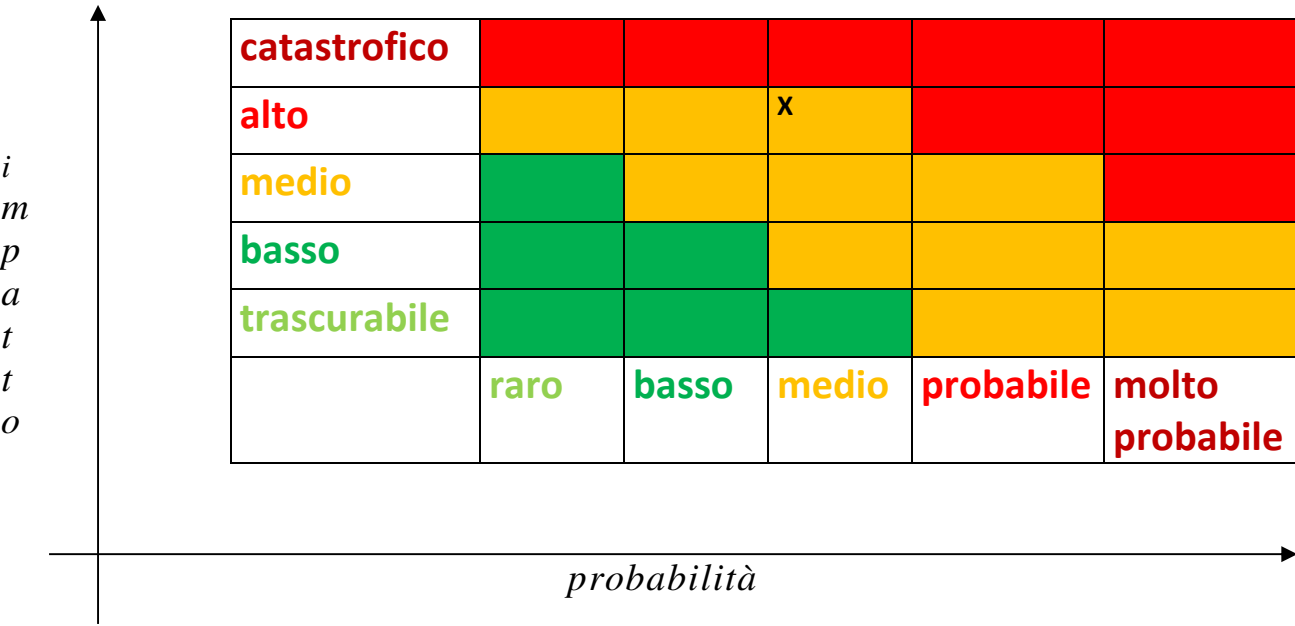 catastrofico
alto x
medio
basso
trascurabile
raro basso medio probabile molto
probabile
i
m
p
a
t
t
o
probabilità